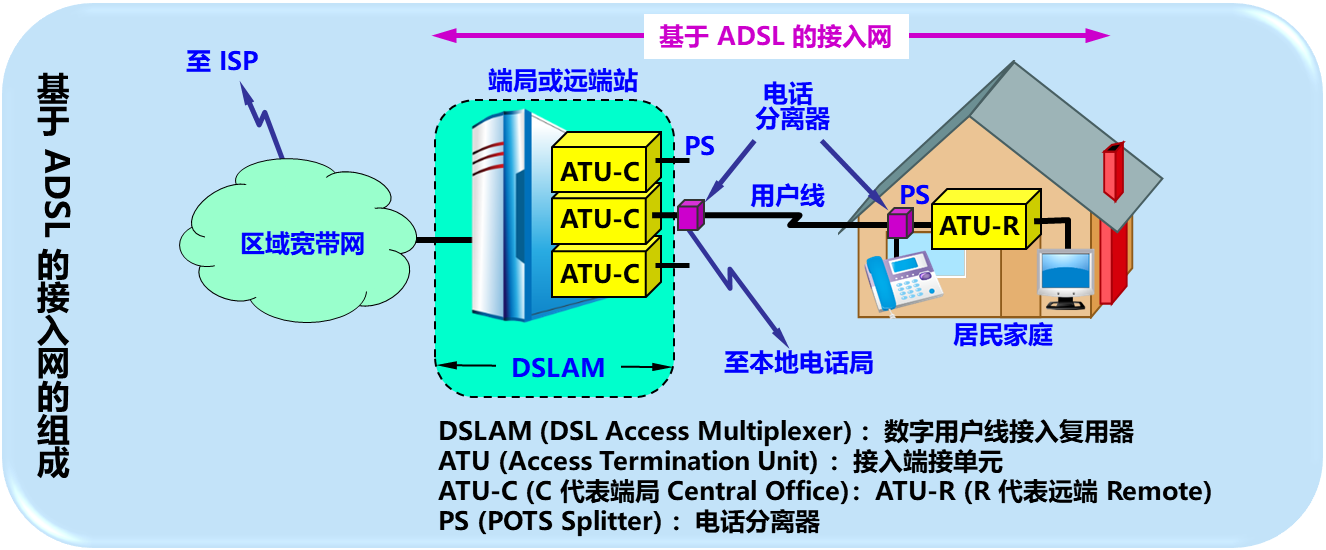 基于 ADSL 的接入网的组成
基于 ADSL 的接入网
至 ISP
端局或远端站
电话
分离器
PS
ATU-C
ATU-C
ATU-C
用户线
PS
ATU-R
区域宽带网
居民家庭
至本地电话局
DSLAM
DSLAM (DSL Access Multiplexer) ：数字用户线接入复用器
ATU (Access Termination Unit) ：接入端接单元
ATU-C (C 代表端局 Central Office)：ATU-R (R 代表远端 Remote)
PS (POTS Splitter) ：电话分离器